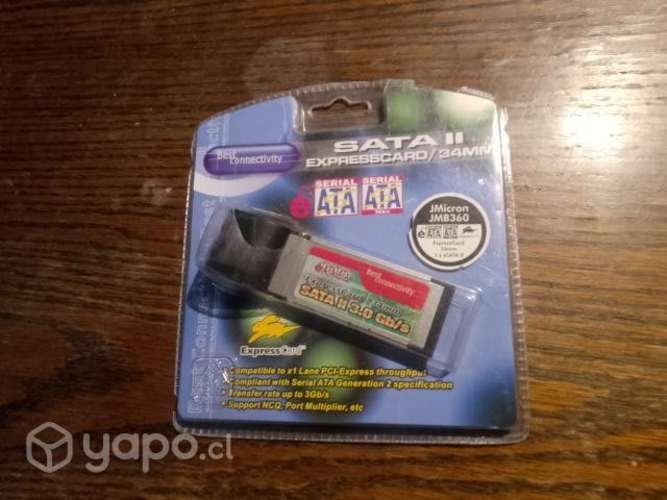 SATA II
EXPRESSCARD/34MM
Best
connectivity
SERIAL
ATA
SERIAL
ATA
JMicron
JMB360
ExpressCard
34mm
Best
connectivity
SATA II 3.0 Gb/s
ExpressCard
• Compatible to x1 Lane PCI-Express throughput
• Compliant with Serial ATA Generation 2 specification
• Transfer rate up to 3Gb/s
• Support NCQ, Port Multiplier, etc
yapo.cl